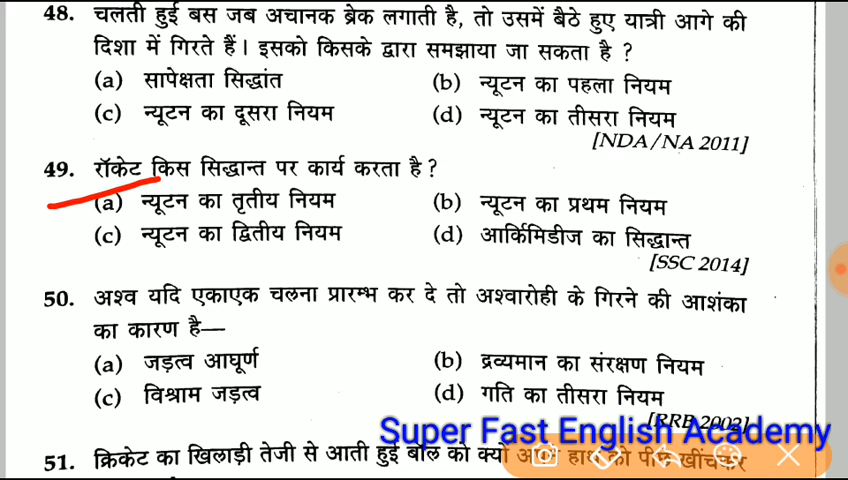 48. चलती हुई बस जब अचानक ब्रेक लगाती है, तो उसमें बैठे हुए यात्री आगे की
दिशा में गिरते हैं। इसको किसके द्वारा समझाया जा सकता है ?
(a) सापेक्षता सिद्धांत (b) न्यूटन का पहला नियम
(c) न्यूटन का दूसरा नियम (d) न्यूटन का तीसरा नियम
[NDA/NA 2011]
49. रॉकेट किस सिद्धान्त पर कार्य करता है ?
(a) न्यूटन का तृतीय नियम (b) न्यूटन का प्रथम नियम
(c) न्यूटन का द्वितीय नियम (d) आर्किमिडीज का सिद्धान्त
[SSC 2014]
50. अश्व यदि एकाएक चलना प्रारम्भ कर दे तो अश्वारोही के गिरने की आशंका
का कारण है—
(a) जड़त्व आघूर्ण (b) द्रव्यमान का संरक्षण नियम
(c) विश्राम जड़त्व (d) गति का तीसरा नियम
[RRB 2002]
Super Fast English Academy
51. क्रिकेट का खिलाड़ी तेजी से आती हुई बॉल को क्यों अपने हाथ को पीछे खींचकर